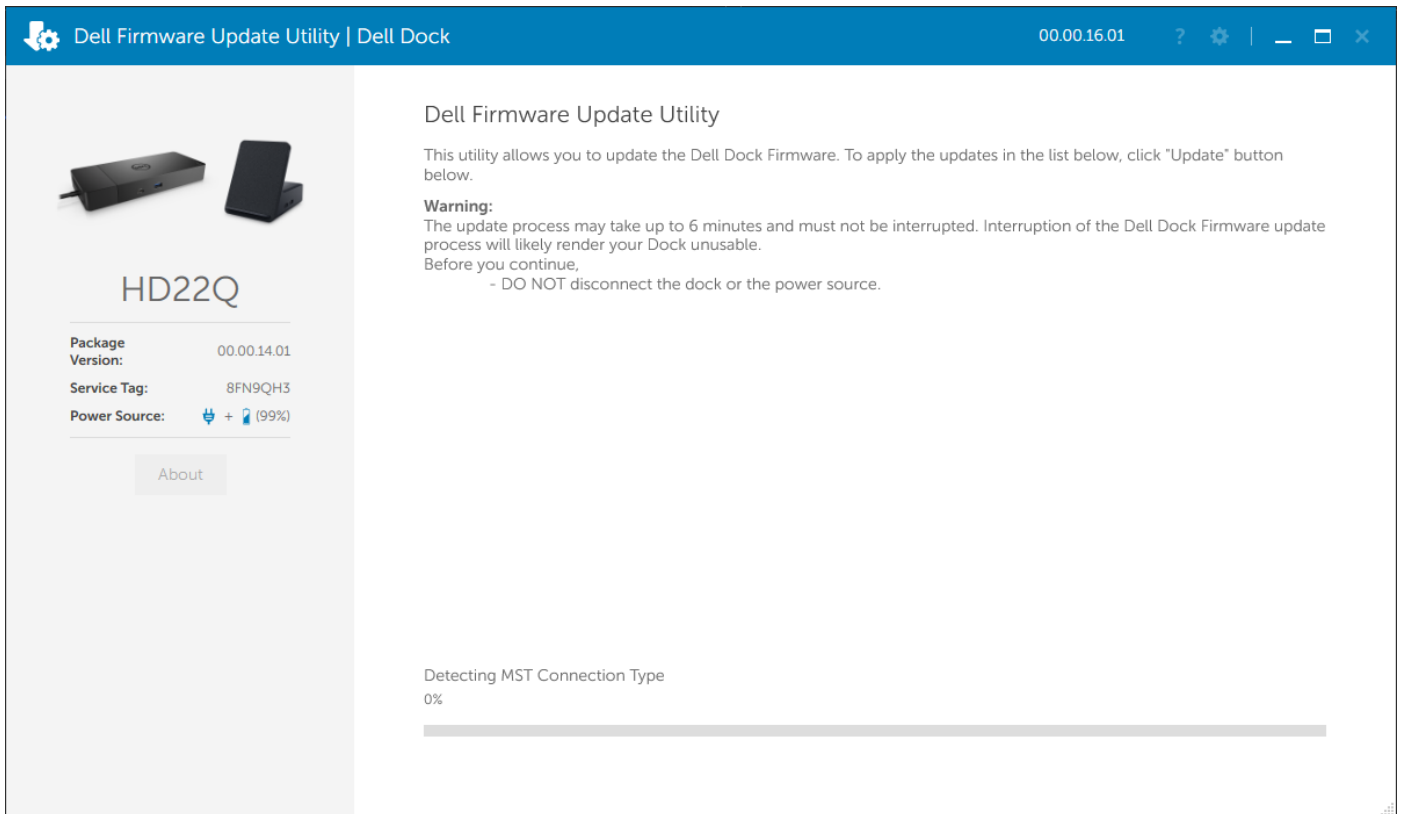 Dell Firmware Update Utility | Dell Dock
00.00.16.01
?
Dell Firmware Update Utility
This utility allows you to update the Dell Dock Firmware. To apply the updates in the list below, click "Update" button
below.
Warning:
The update process may take up to 6 minutes and must not be interrupted. Interruption of the Dell Dock Firmware update
process will likely render your Dock unusable.
Before you continue,
- DO NOT disconnect the dock or the power source.
HD22Q
Package
Version: 00.00.14.01
Service Tag: 8FN9QH3
Power Source: + (99%)
About
Detecting MST Connection Type
0%